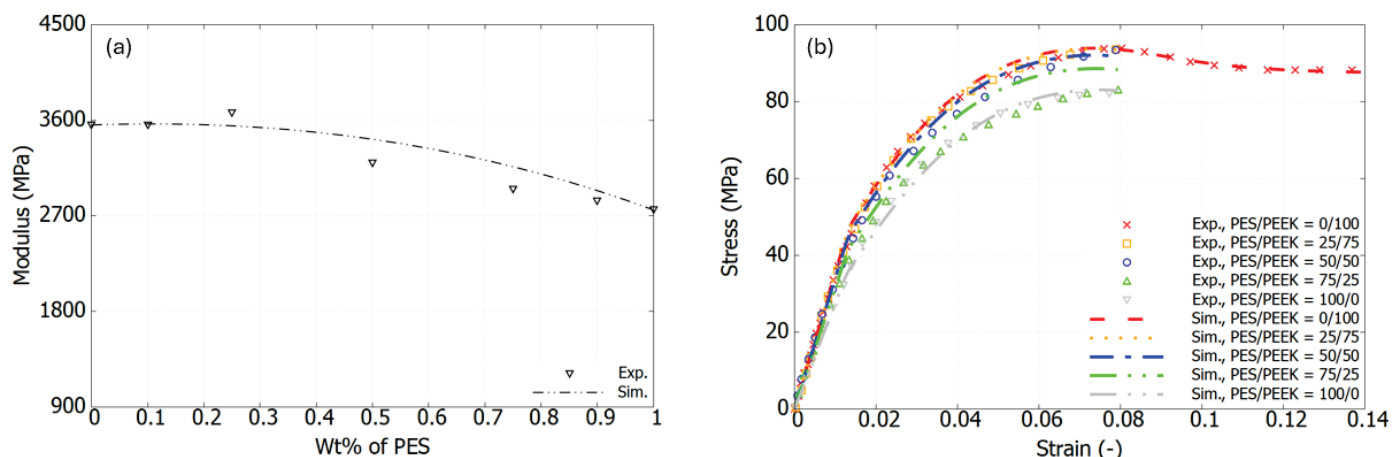 (a)
4500
3600
2700
1800
900
Modulus (MPa)
0 0.1 0.2 0.3 0.4 0.5 0.6 0.7 0.8 0.9 1
Wt% of PES
Exp.
Sim.
(b)
100
80
60
40
20
0
Stress (MPa)
0 0.02 0.04 0.06 0.08 0.1 0.12 0.14
Strain (-)
Exp., PES/PEEK = 0/100
Exp., PES/PEEK = 25/75
Exp., PES/PEEK = 50/50
Exp., PES/PEEK = 75/25
Exp., PES/PEEK = 100/0
Sim., PES/PEEK = 0/100
Sim., PES/PEEK = 25/75
Sim., PES/PEEK = 50/50
Sim., PES/PEEK = 75/25
Sim., PES/PEEK = 100/0